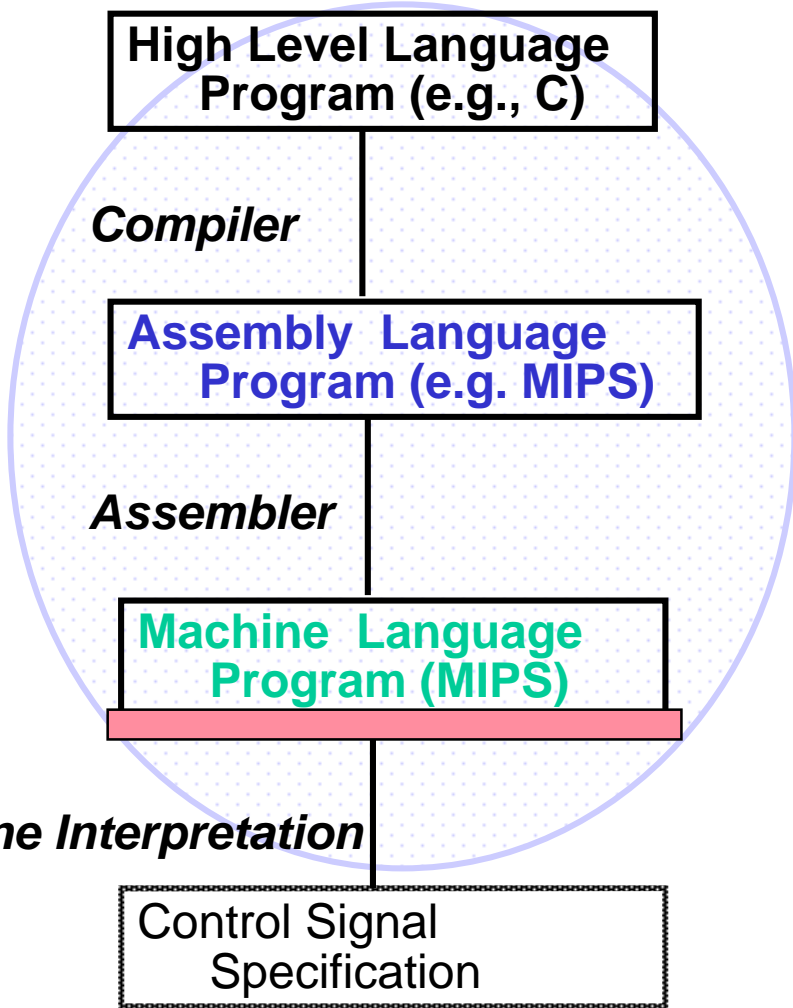 High Level Language
Program (e.g., C)
Compiler
Assembly Language
Program (e.g. MIPS)
Assembler
Machine Language
Program (MIPS)
Interpretation
Control Signal
Specification